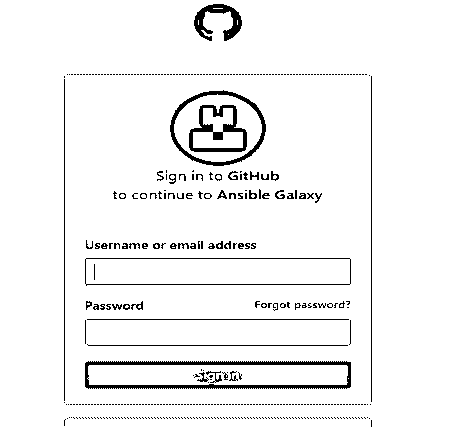 Sign in to GitHub
to continue to Ansible Galaxy
Username or email address
Password Forgot password?
Sign in